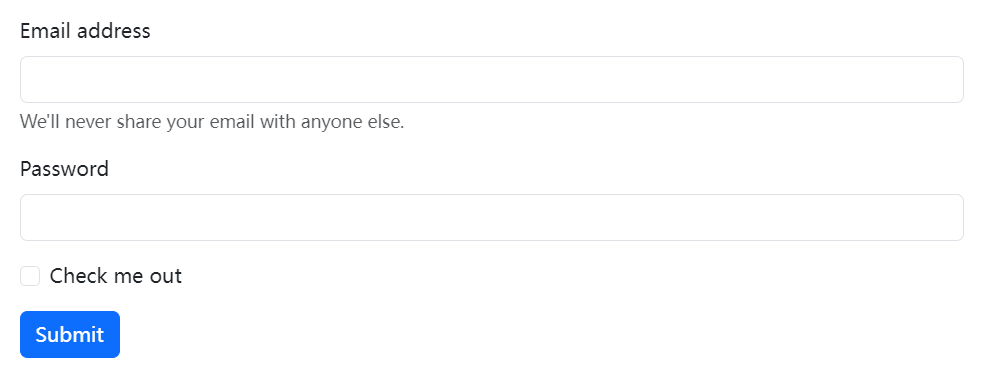 Email address
We'll never share your email with anyone else.
Password
Check me out
Submit